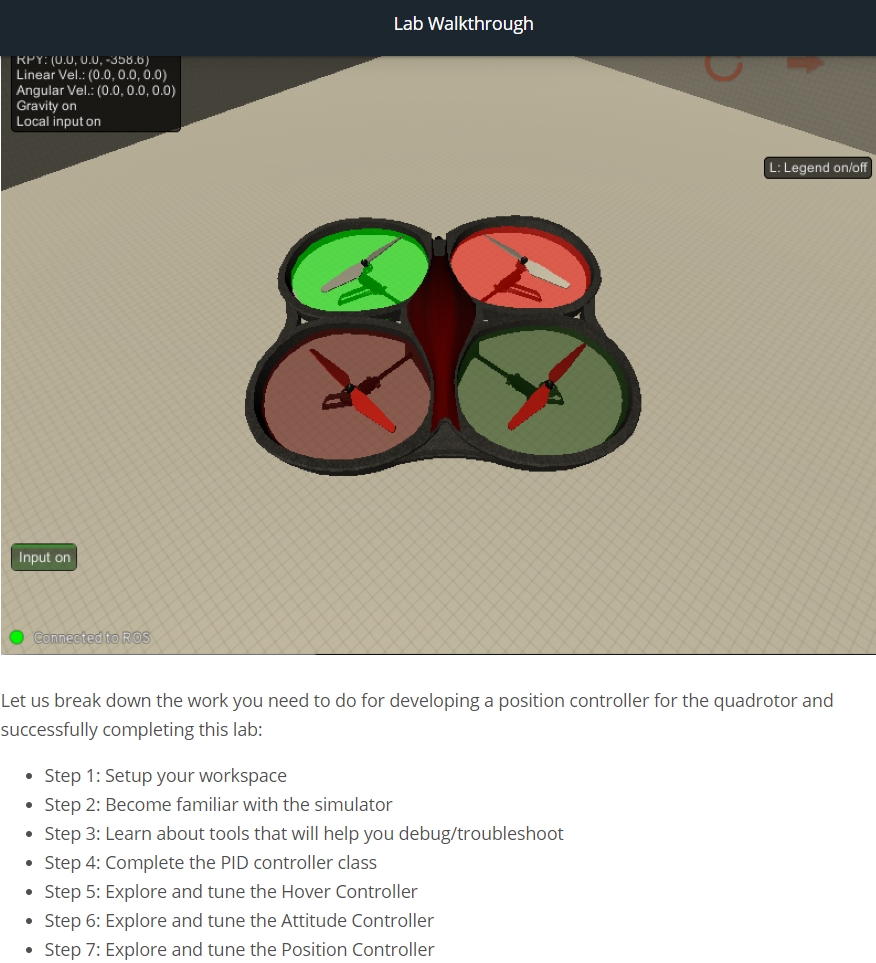 Lab Walkthrough
RPY: (0.0, 0.0, -358.6)
Linear Vel.: (0.0, 0.0, 0.0)
Angular Vel.: (0.0, 0.0, 0.0)
Gravity on
Local input on
L: Legend on/off
Input on
Connected to ROS
Let us break down the work you need to do for developing a position controller for the quadrotor and
successfully completing this lab:
• Step 1: Setup your workspace
• Step 2: Become familiar with the simulator
• Step 3: Learn about tools that will help you debug/troubleshoot
• Step 4: Complete the PID controller class
• Step 5: Explore and tune the Hover Controller
• Step 6: Explore and tune the Attitude Controller
• Step 7: Explore and tune the Position Controller